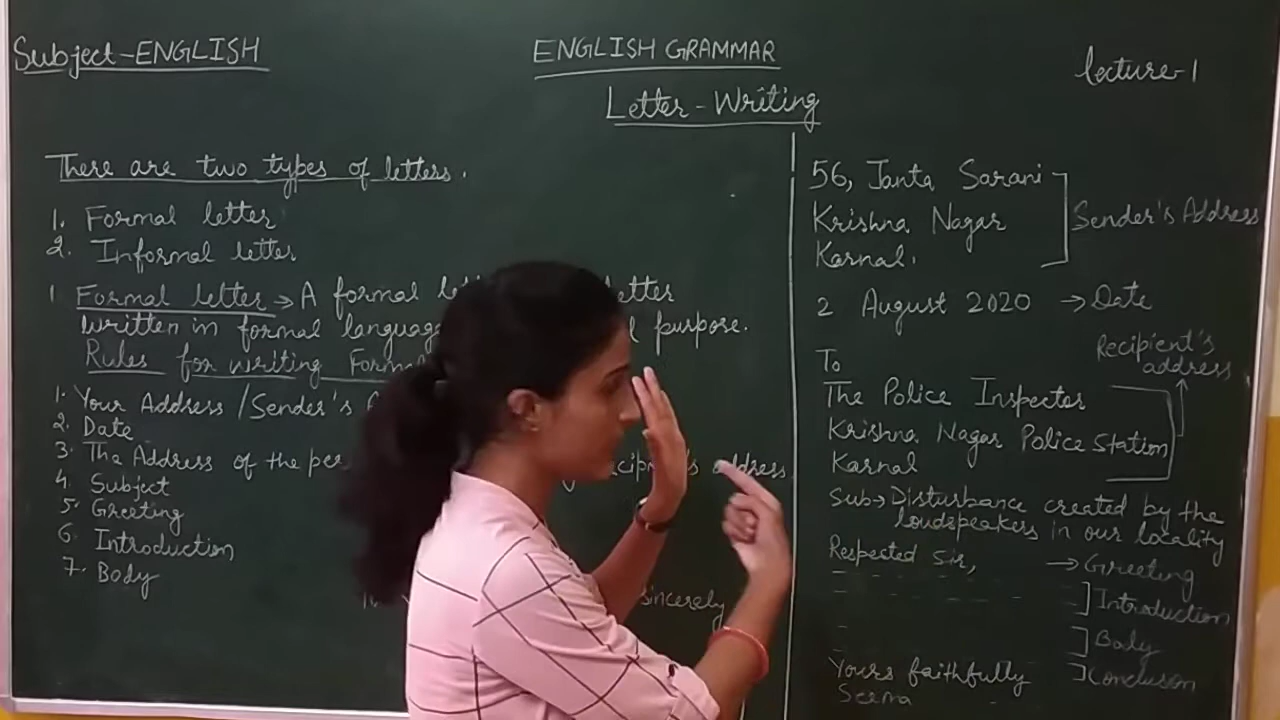 Subject-ENGLISH
ENGLISH GRAMMAR
Lecture-1
Letter-Writing
There are two types of letters.
1. Formal letter
2. Informal letter
1 Formal letter → A formal letter
written in formal purpose.
Rules for writing
1. Your Address / Sender's
2. Date
3. The Address of the address
4. Subject
5. Greeting
6. Introduction
7. Body
sincerely
56, Janta Sarani
Krishna Nagar
Karnal.
Sender's Address
2 August 2020 → Date
To
The Police Inspector
Krishna Nagar Police Station
Karnal
Recipient's
address
Sub → Disturbance created by the
loudspeakers in our locality
Respected Sir, → Greeting
Introduction
Body
Yours faithfully
Conclusion
Seema